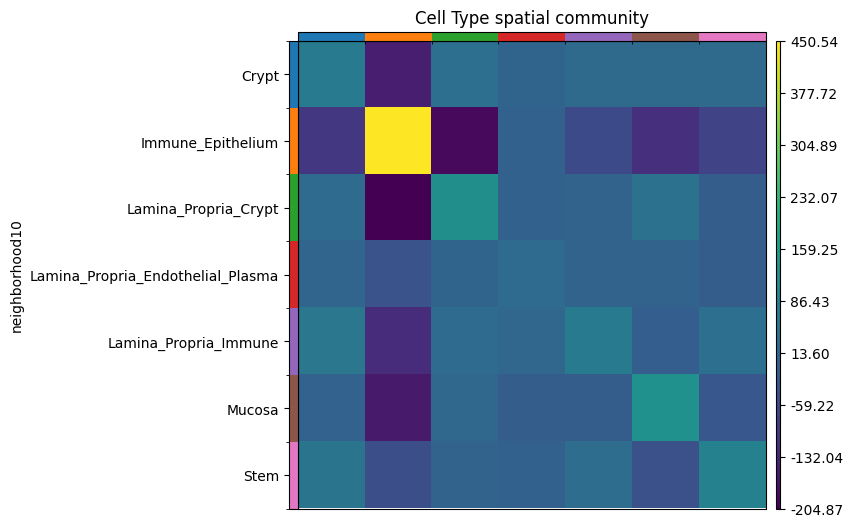 Cell Type spatial community
neighborhood10
Crypt
Immune_Epithelium
Lamina_Propria_Crypt
Lamina_Propria_Endothelial_Plasma
Lamina_Propria_Immune
Mucosa
Stem
450.54
377.72
304.89
232.07
159.25
86.43
13.60
-59.22
-132.04
-204.87